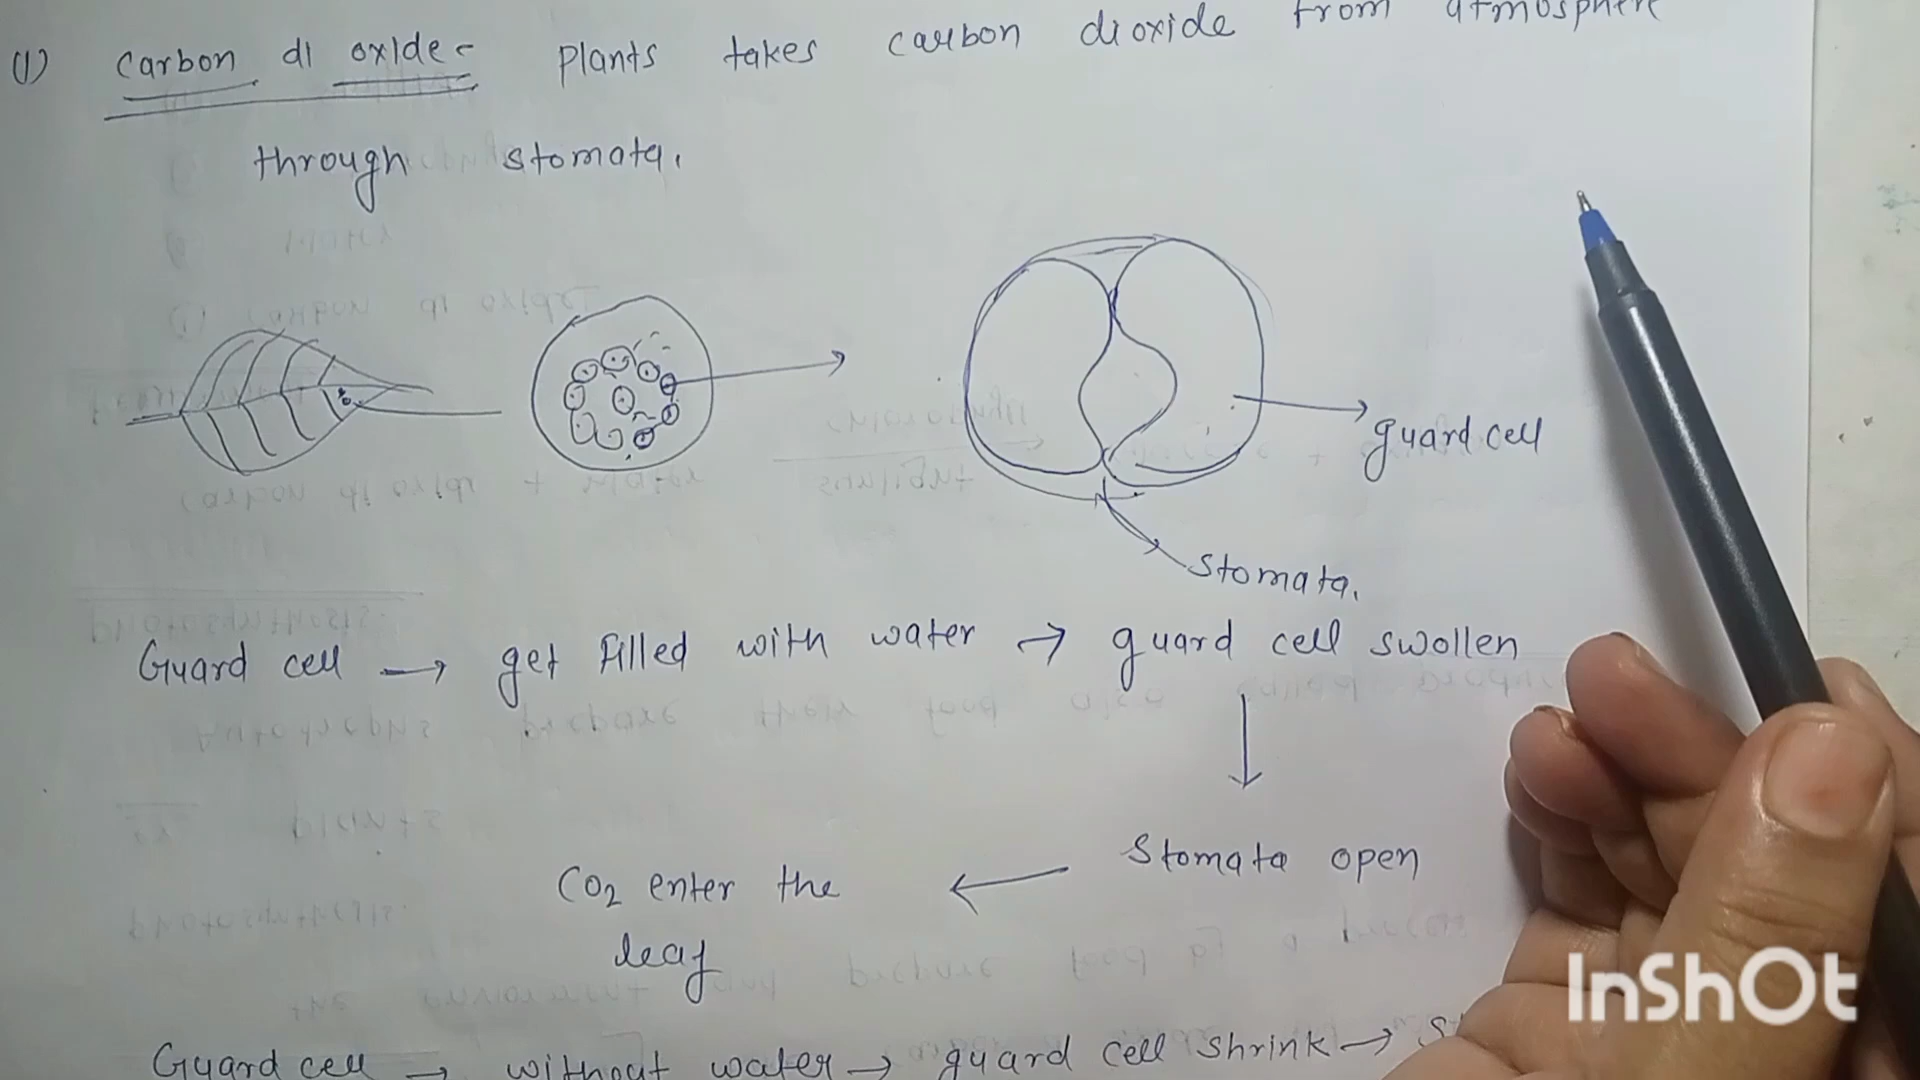 (1) Carbon di oxide - Plants takes carbon dioxide from atmosphere
through stomata.
guard cell
Stomata.
Guard cell → get filled with water → guard cell swollen
↓
Stomata open
CO2 enter the ←
leaf
Guard cell → without water → guard cell shrink →
InShOt